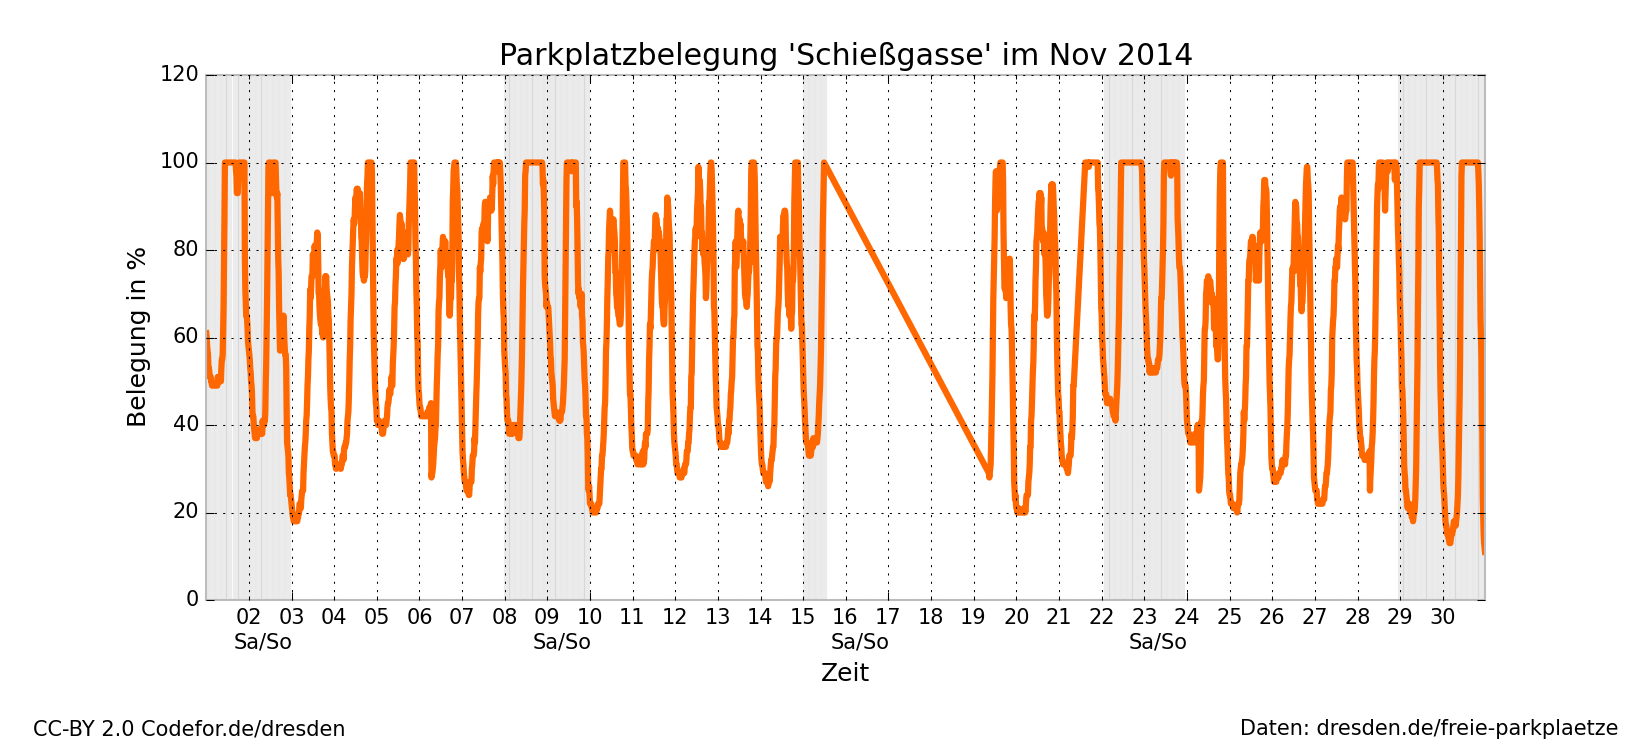 Parkplatzbelegung 'Schießgasse' im Nov 2014
120
100
80
60
40
20
0
Belegung in %
02 03 04 05 06 07 08 09 10 11 12 13 14 15 16 17 18 19 20 21 22 23 24 25 26 27 28 29 30
Sa/So Sa/So Sa/So Sa/So
Zeit
CC-BY 2.0 Codefor.de/dresden
Daten: dresden.de/freie-parkplaetze